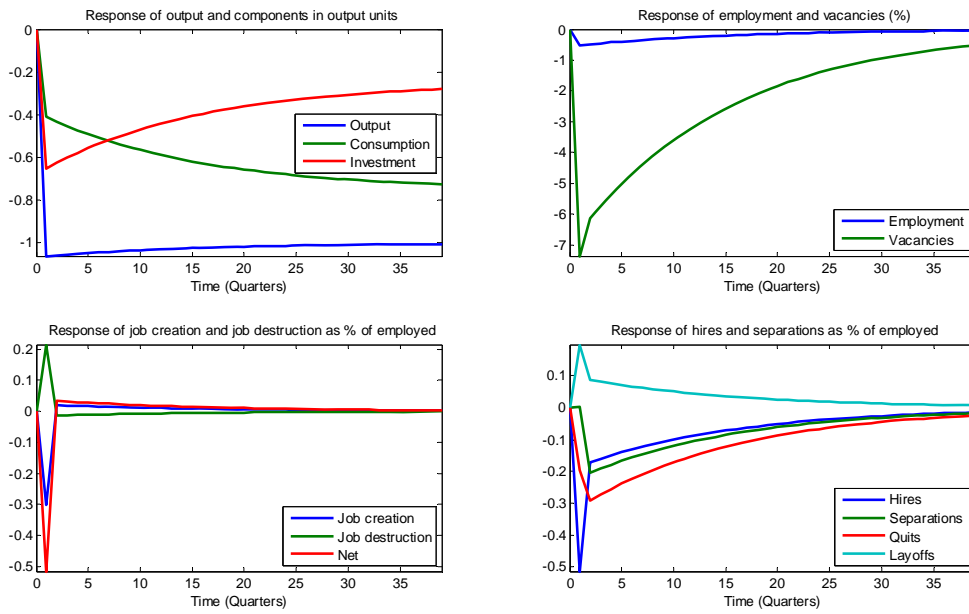 Response of output and components in output units
0
-0.2
-0.4
-0.6
-0.8
-1
0 5 10 15 20 25 30 35
Time (Quarters)
Output
Consumption
Investment
Response of employment and vacancies (%)
0
-1
-2
-3
-4
-5
-6
-7
0 5 10 15 20 25 30 35
Time (Quarters)
Employment
Vacancies
Response of job creation and job destruction as % of employed
0.2
0.1
0
-0.1
-0.2
-0.3
-0.4
-0.5
0 5 10 15 20 25 30 35
Time (Quarters)
Job creation
Job destruction
Net
Response of hires and separations as % of employed
0.1
0
-0.1
-0.2
-0.3
-0.4
-0.5
0 5 10 15 20 25 30 35
Time (Quarters)
Hires
Separations
Quits
Layoffs